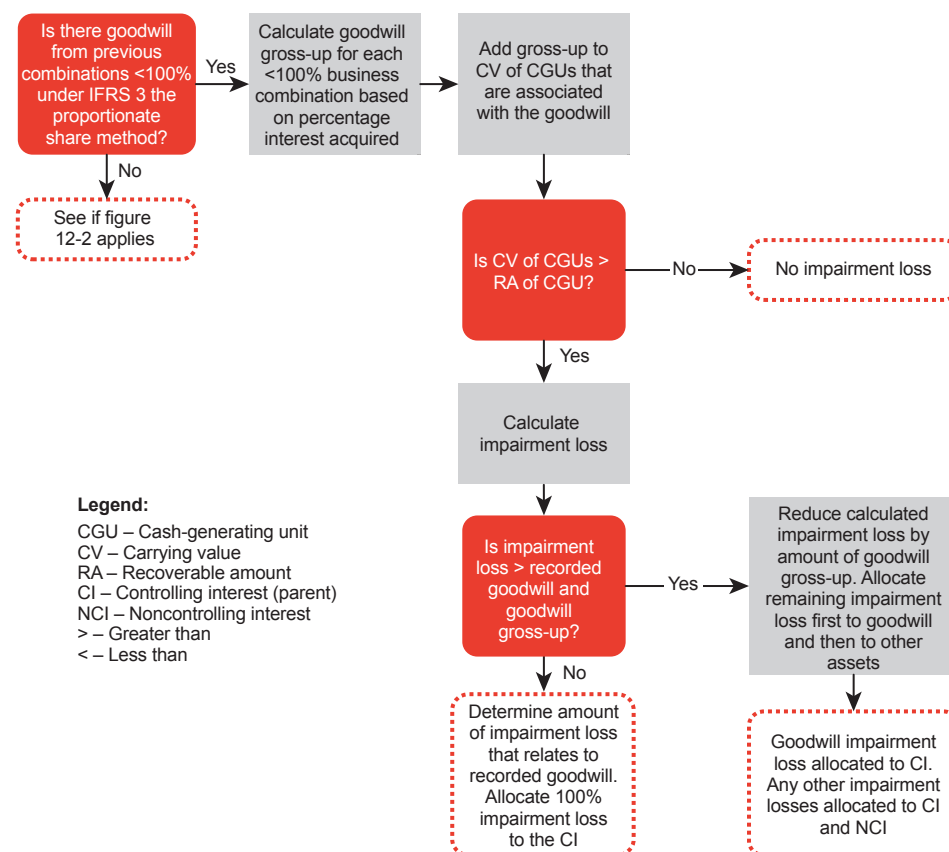 Is there goodwill
from previous
combinations <100%
under IFRS 3 the
proportionate
share method?
Yes
Calculate goodwill
gross-up for each
<100% business
combination based
on percentage
interest acquired
Add gross-up to
CV of CGUs that
are associated
with the goodwill
No
See if figure
12-2 applies
Is CV of CGUs >
RA of CGU?
No
No impairment loss
Yes
Calculate
impairment loss
Legend:
CGU – Cash-generating unit
CV – Carrying value
RA – Recoverable amount
CI – Controlling interest (parent)
NCI – Noncontrolling interest
> – Greater than
< – Less than
Is impairment
loss > recorded
goodwill and
goodwill
gross-up?
Yes
Reduce calculated
impairment loss by
amount of goodwill
gross-up. Allocate
remaining impairment
loss first to goodwill
and then to other
assets
No
Determine amount
of impairment loss
that relates to
recorded goodwill.
Allocate 100%
impairment loss
to the CI
Goodwill impairment
loss allocated to CI.
Any other impairment
losses allocated to CI
and NCI